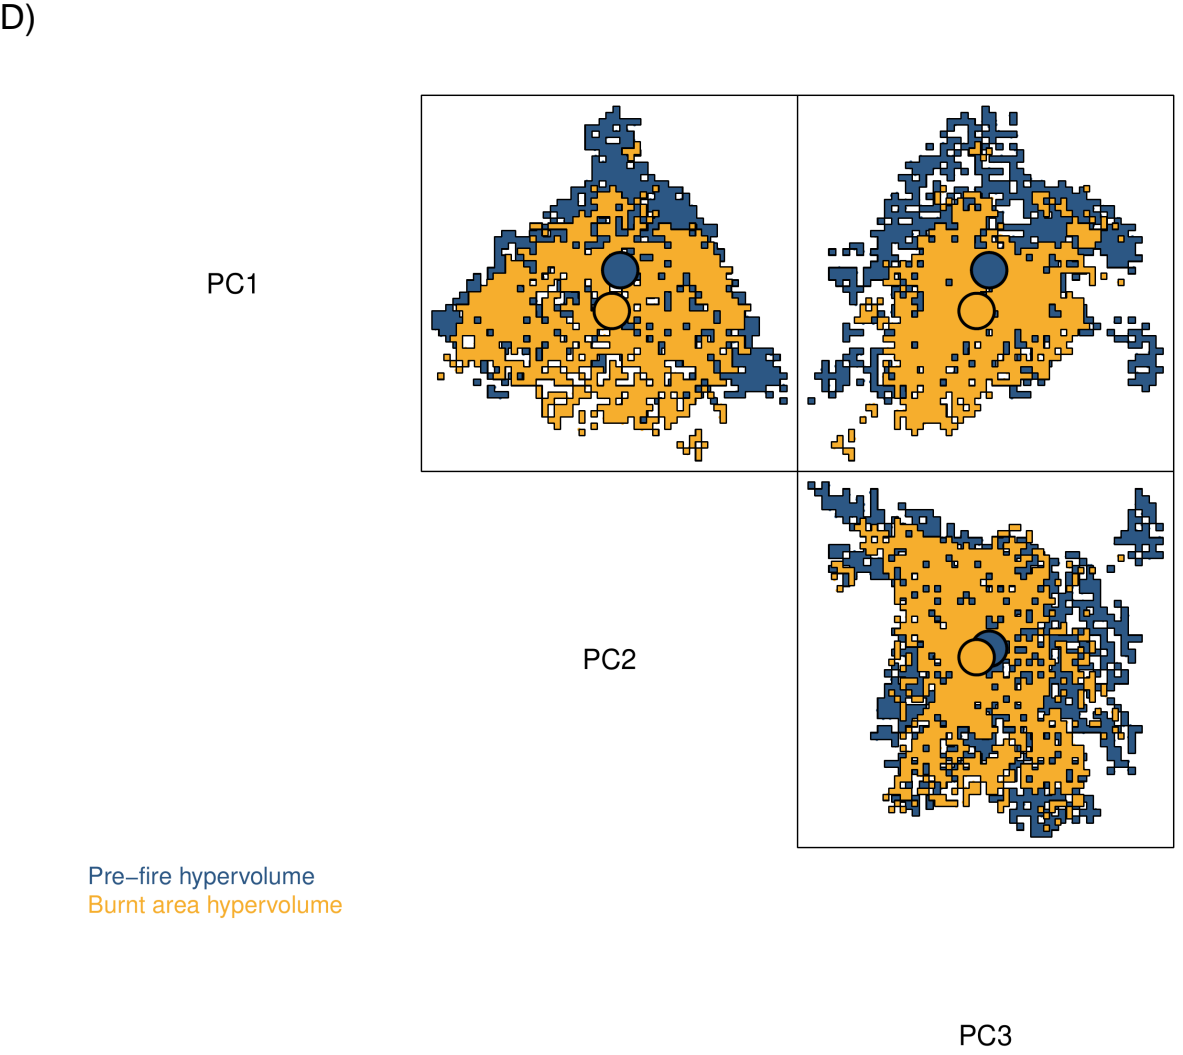 D)
PC1
PC2
Pre−fire hypervolume
Burnt area hypervolume
PC3